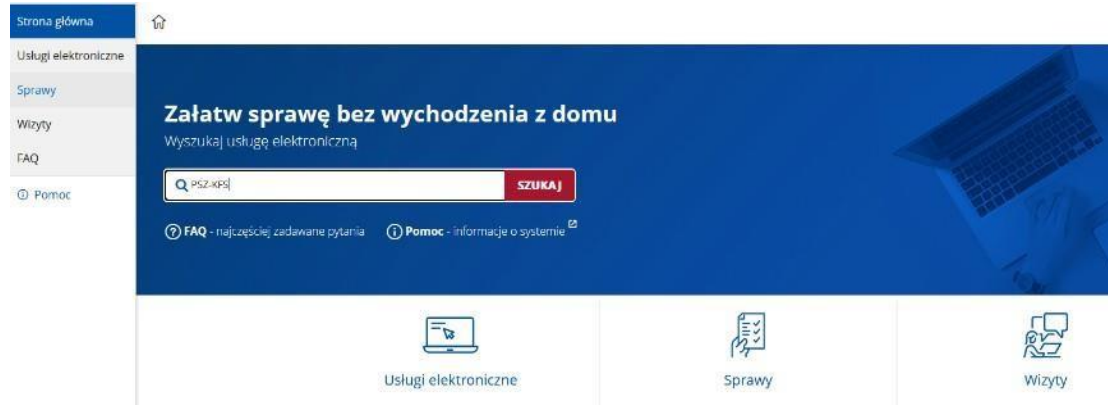 Strona główna
Usługi elektroniczne
Sprawy
Wizyty
FAQ
Pomoc
Załatw sprawę bez wychodzenia z domu
Wyszukaj usługę elektroniczną
PSZ-KFS SZUKAJ
FAQ - najczęściej zadawane pytania Pomoc - informacje o systemie
Usługi elektroniczne Sprawy Wizyty